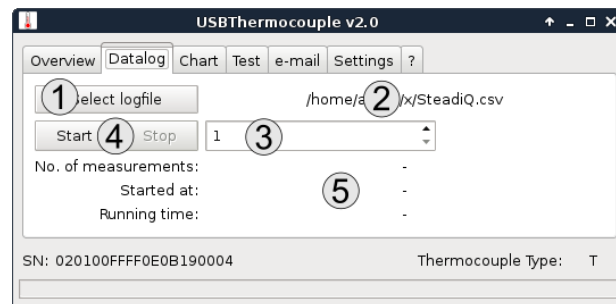 USBThermocouple v2.0
Overview Datalog Chart Test e-mail Settings ?
1 Select logfile /home/a 2 /x/SteadiQ.csv
Start 4 Stop 1 3
No. of measurements: -
Started at: 5 -
Running time: -
SN: 020100FFFF0E0B190004 Thermocouple Type: T